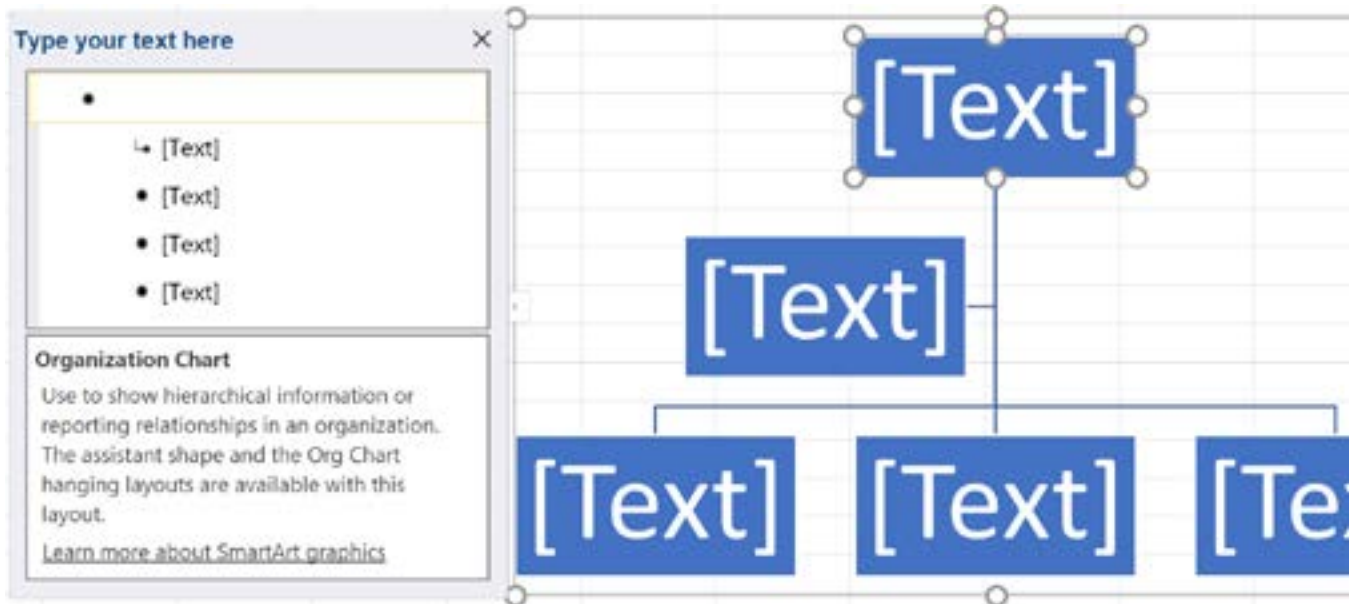 Type your text here
[Text]
[Text]
[Text]
[Text]
Organization Chart
Use to show hierarchical information or
reporting relationships in an organization.
The assistant shape and the Org Chart
hanging layouts are available with this
layout.
Learn more about SmartArt graphics
[Text]
[Text]
[Text]
[Text]
[Te